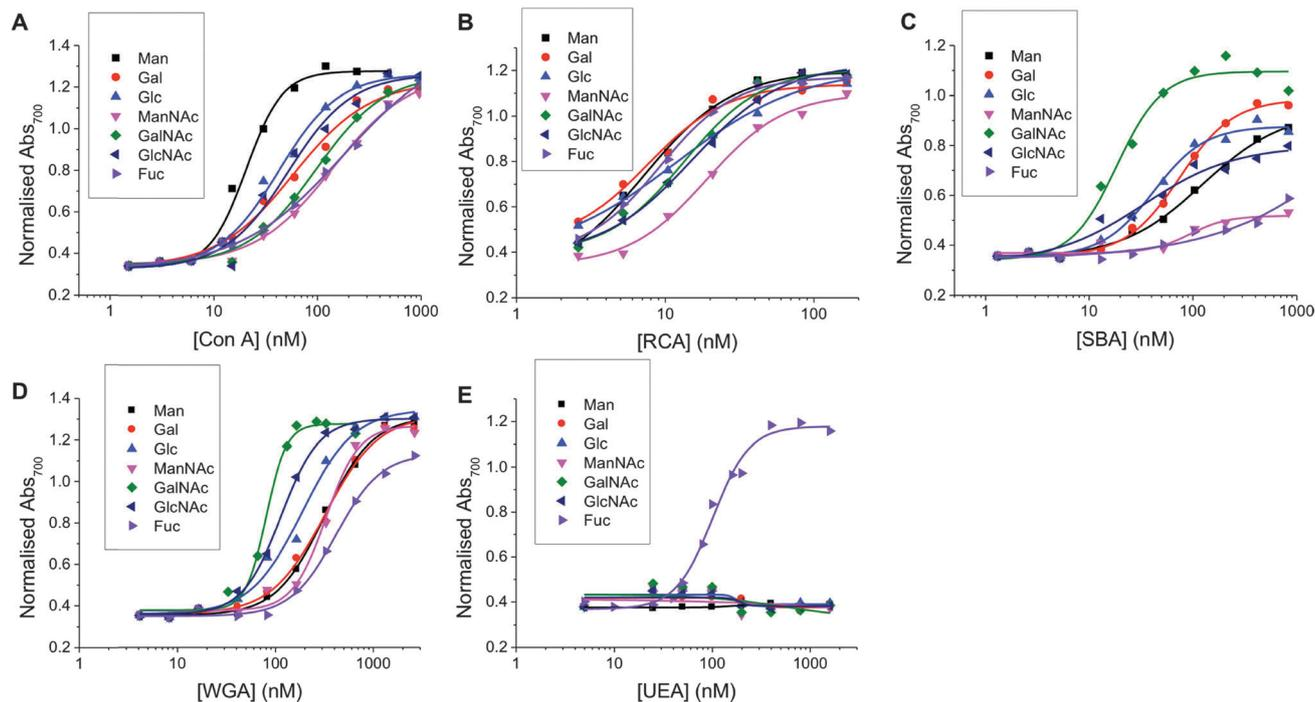 A
Normalised Abs700
1.4
1.2
1.0
0.8
0.6
0.4
0.2
Man
Gal
Glc
ManNAc
GalNAc
GlcNAc
Fuc
1 10 100 1000
[Con A] (nM)
B
Normalised Abs700
1.2
1.0
0.8
0.6
0.4
0.2
Man
Gal
Glc
ManNAc
GalNAc
GlcNAc
Fuc
1 10 100
[RCA] (nM)
C
Normalised Abs700
1.2
1.0
0.8
0.6
0.4
0.2
Man
Gal
Glc
ManNAc
GalNAc
GlcNAc
Fuc
1 10 100 1000
[SBA] (nM)
D
Normalised Abs700
1.4
1.2
1.0
0.8
0.6
0.4
0.2
Man
Gal
Glc
ManNAc
GalNAc
GlcNAc
Fuc
1 10 100 1000
[WGA] (nM)
E
Normalised Abs700
1.2
1.0
0.8
0.6
0.4
0.2
Man
Gal
Glc
ManNAc
GalNAc
GlcNAc
Fuc
1 10 100 1000
[UEA] (nM)